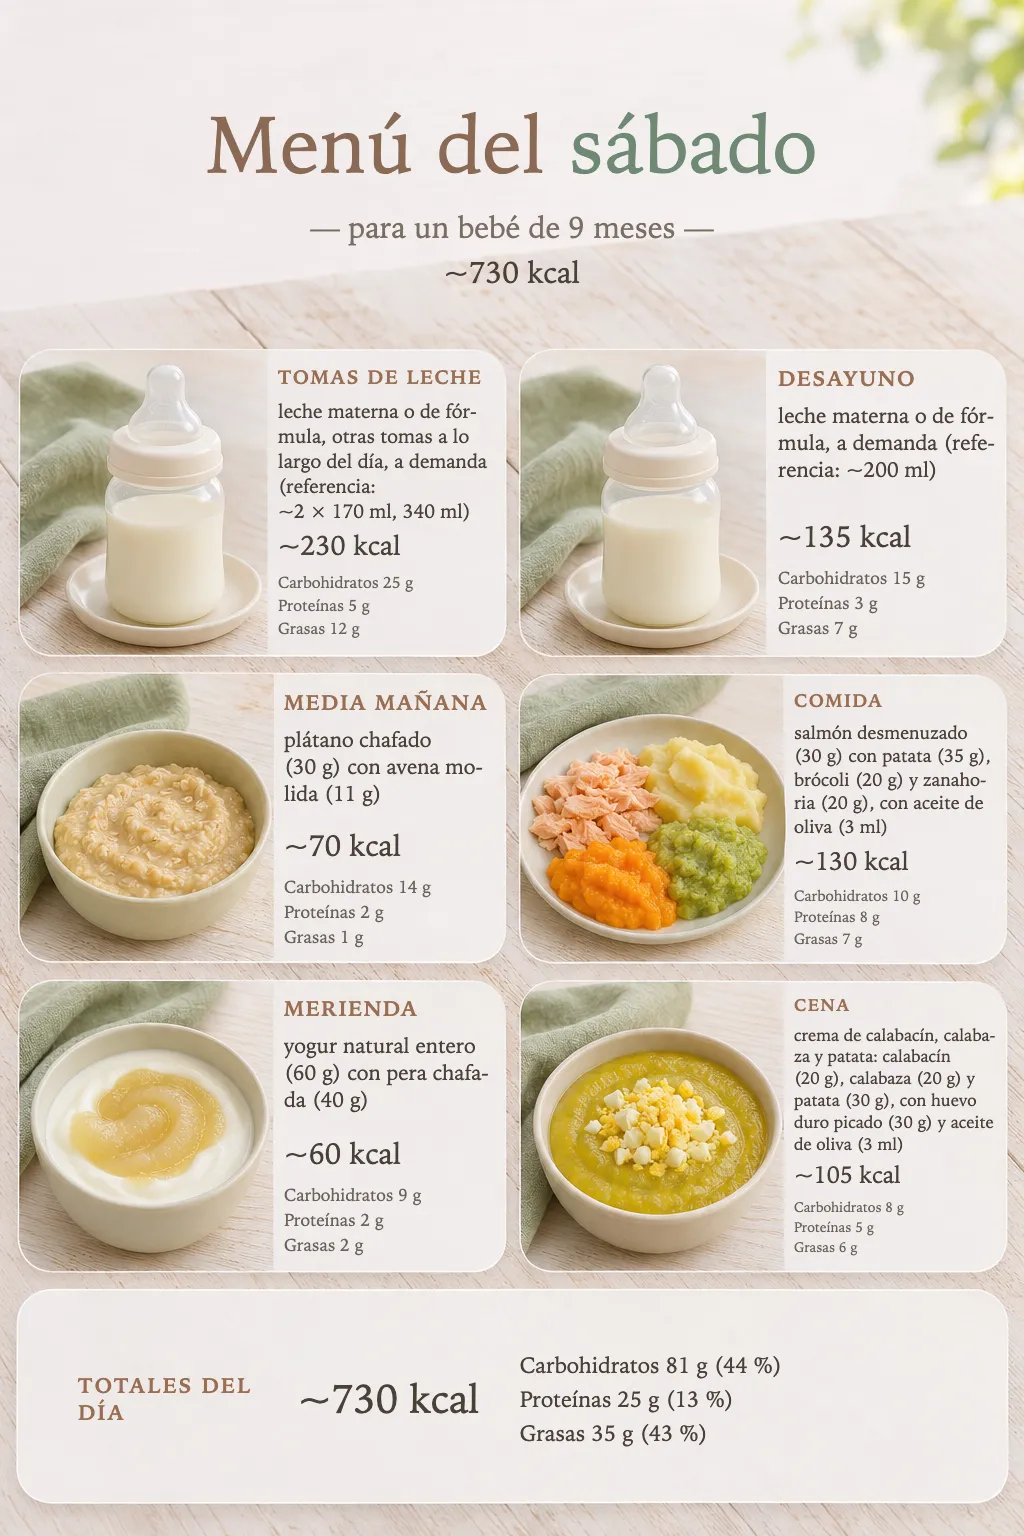 Menú del sábado
— para un bebé de 9 meses —
~730 kcal
TOMAS DE LECHE
leche materna o de fór-
mula, otras tomas a lo
largo del día, a demanda
(referencia:
~2 × 170 ml, 340 ml)
~230 kcal
Carbohidratos 25 g
Proteínas 5 g
Grasas 12 g
DESAYUNO
leche materna o de fór-
mula, a demanda (refe-
rencia: ~200 ml)
~135 kcal
Carbohidratos 15 g
Proteínas 3 g
Grasas 7 g
MEDIA MAÑANA
plátano chafado
(30 g) con avena mo-
lida (11 g)
~70 kcal
Carbohidratos 14 g
Proteínas 2 g
Grasas 1 g
COMIDA
salmón desmenuzado
(30 g) con patata (35 g),
brócoli (20 g) y zanaho-
ria (20 g), con aceite de
oliva (3 ml)
~130 kcal
Carbohidratos 10 g
Proteínas 8 g
Grasas 7 g
MERIENDA
yogur natural entero
(60 g) con pera chafa-
da (40 g)
~60 kcal
Carbohidratos 9 g
Proteínas 2 g
Grasas 2 g
CENA
crema de calabacín, calaba-
za y patata: calabacín
(20 g), calabaza (20 g) y
patata (30 g), con huevo
duro picado (30 g) y aceite
de oliva (3 ml)
~105 kcal
Carbohidratos 8 g
Proteínas 5 g
Grasas 6 g
TOTALES DEL
DÍA
~730 kcal
Carbohidratos 81 g (44 %)
Proteínas 25 g (13 %)
Grasas 35 g (43 %)